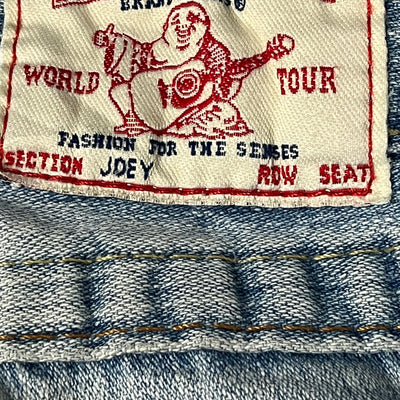 WORLD TOUR
FASHION FOR THE SENSES
SECTION JOEY ROW SEAT